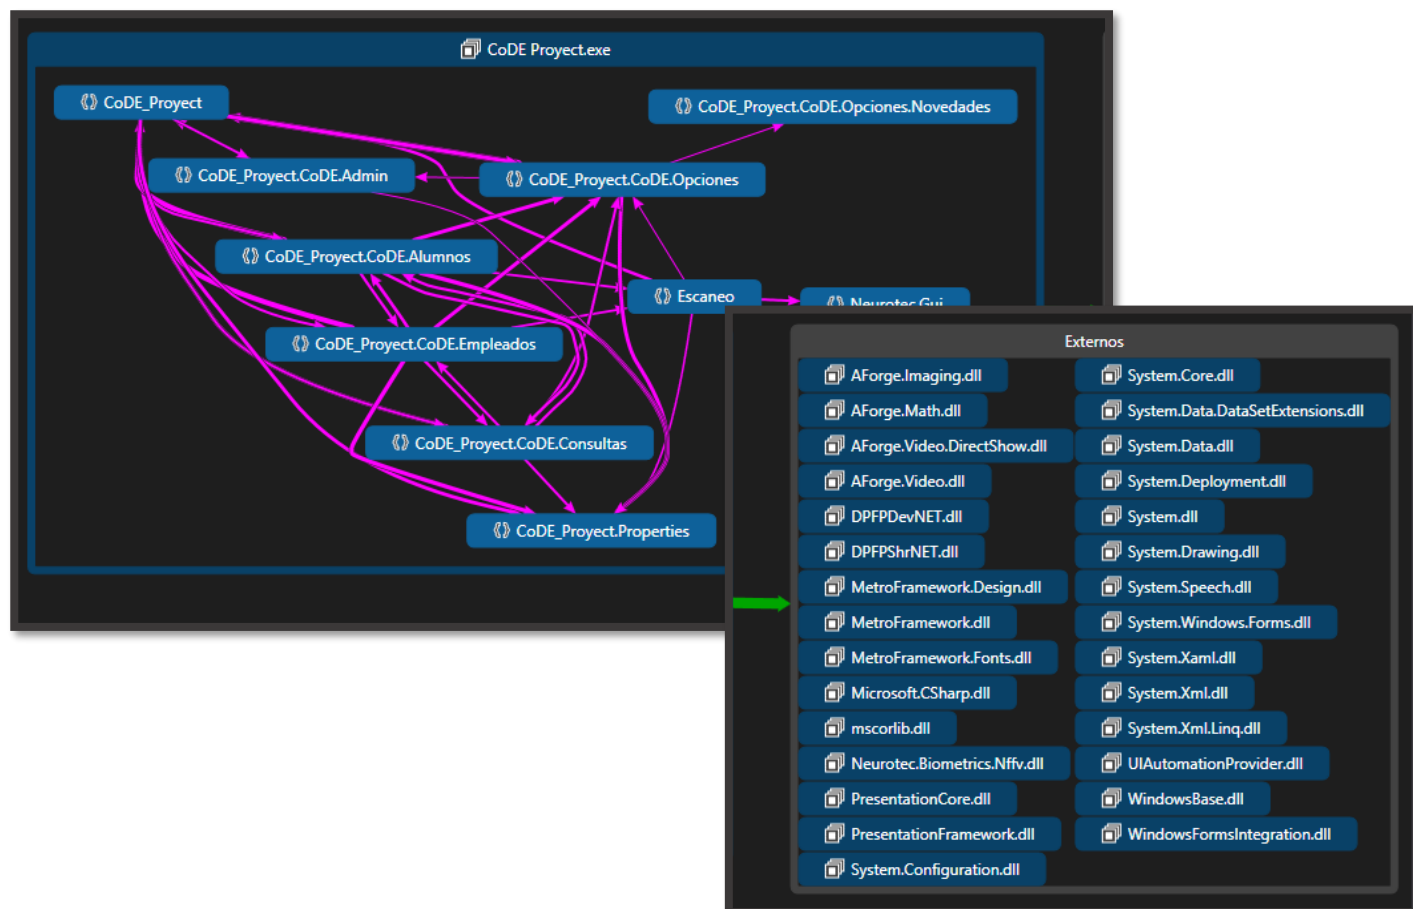 CoDE Proyect.exe
CoDE_Proyect
CoDE_Proyect.CoDE.Opciones.Novedades
CoDE_Proyect.CoDE.Admin
CoDE_Proyect.CoDE.Opciones
CoDE_Proyect.CoDE.Alumnos
Escaneo
Neurotec.Gui
CoDE_Proyect.CoDE.Empleados
CoDE_Proyect.CoDE.Consultas
CoDE_Proyect.Properties
Externos
AForge.Imaging.dll
AForge.Math.dll
AForge.Video.DirectShow.dll
AForge.Video.dll
DPFPDevNET.dll
DPFPShrNET.dll
MetroFramework.Design.dll
MetroFramework.dll
MetroFramework.Fonts.dll
Microsoft.CSharp.dll
mscorlib.dll
Neurotec.Biometrics.Nffv.dll
PresentationCore.dll
PresentationFramework.dll
System.Configuration.dll
System.Core.dll
System.Data.DataSetExtensions.dll
System.Data.dll
System.Deployment.dll
System.dll
System.Drawing.dll
System.Speech.dll
System.Windows.Forms.dll
System.Xaml.dll
System.Xml.dll
System.Xml.Linq.dll
UIAutomationProvider.dll
WindowsBase.dll
WindowsFormsIntegration.dll